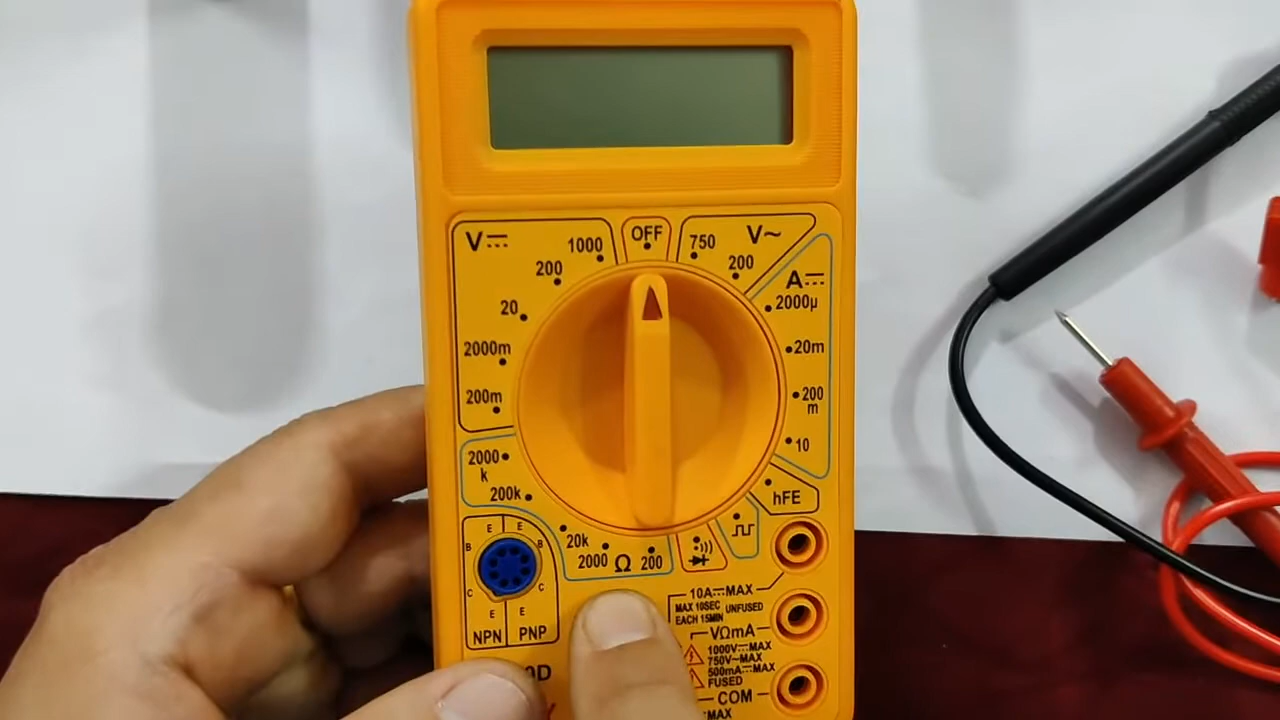 V⎓
1000
OFF
750
V~
200
200
A⎓
20
2000µ
2000m
20m
200m
200
m
10
2000
k
200k
hFE
20k
2000
Ω
200
E
E
B
B
C
C
E
E
NPN
PNP
10A⎓MAX
MAX 10SEC
EACH 15MIN
UNFUSED
VΩmA
1000V⎓MAX
750V~MAX
500mA⎓MAX
FUSED
COM
MAX